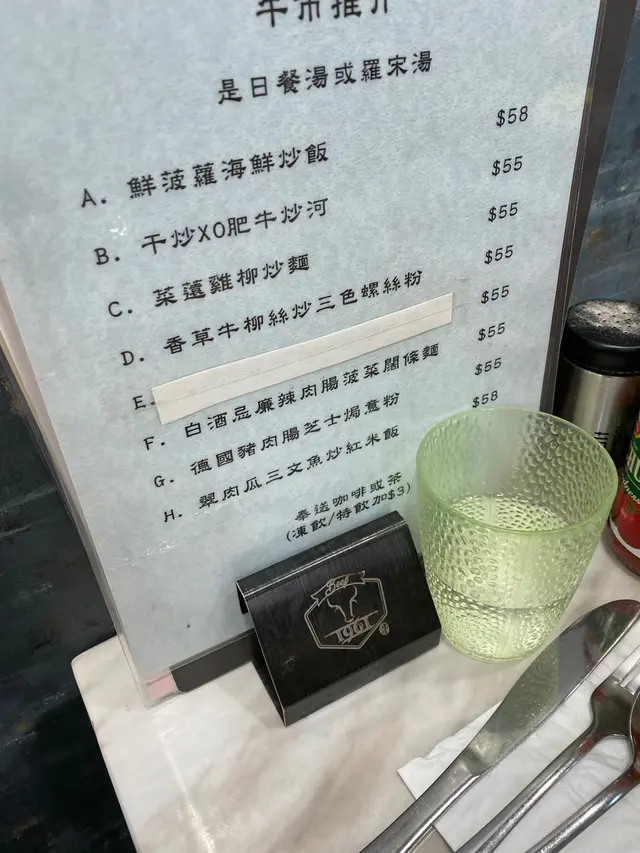 午市推介
是日餐湯或羅宋湯
A. 鮮菠蘿海鮮炒飯 $58
B. 干炒XO肥牛炒河 $55
C. 菜薳雞柳炒麵 $55
D. 香草牛柳絲炒三色螺絲粉 $55
E. $55
F. 白酒忌廉辣肉腸菠菜闊條麵 $55
G. 德國豬肉腸芝士焗意粉 $55
H. 翠肉瓜三文魚炒紅米飯 $58
奉送咖啡或茶
(凍飲/特飲加$3)
Beef
1961